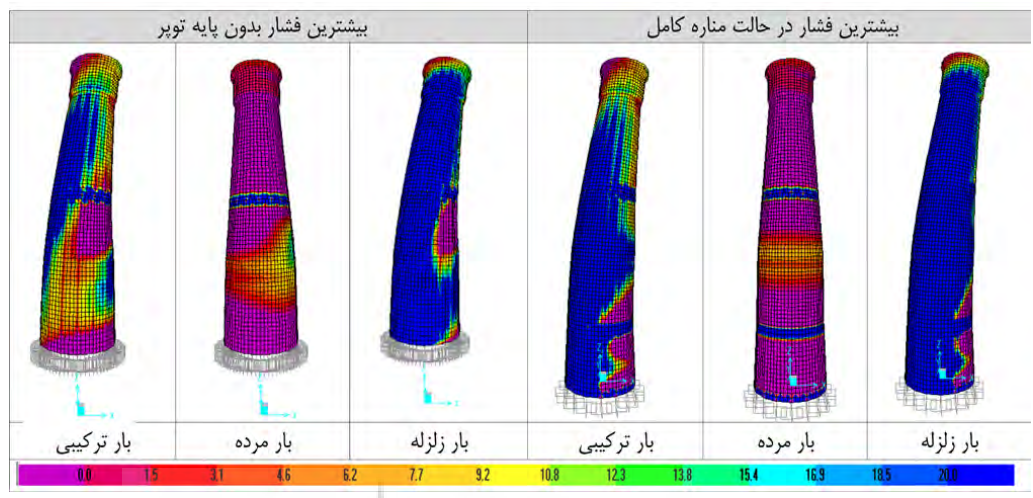 بیشترین فشار در حالت مناره کامل
بیشترین فشار بدون پایه توپر
بار زلزله
بار مرده
بار ترکیبی
بار زلزله
بار مرده
بار ترکیبی
0.0 1.5 3.1 4.6 6.2 7.7 9.2 10.8 12.3 13.8 15.4 16.9 18.5 20.0